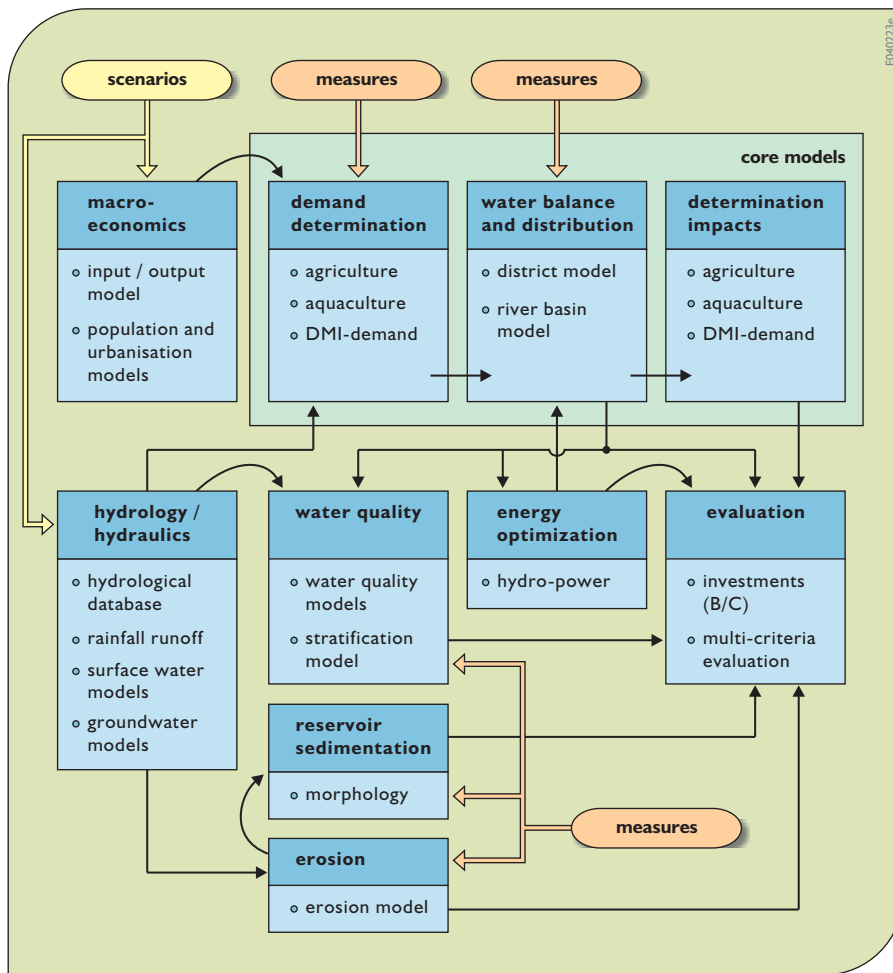 E040223e
scenarios
measures
measures
core models
macro-
economics
input / output
model
population and
urbanisation
models
demand
determination
agriculture
aquaculture
DMI-demand
water balance
and distribution
district model
river basin
model
determination
impacts
agriculture
aquaculture
DMI-demand
hydrology /
hydraulics
hydrological
database
rainfall runoff
surface water
models
groundwater
models
water quality
water quality
models
stratification
model
energy
optimization
hydro-power
evaluation
investments
(B/C)
multi-criteria
evaluation
reservoir
sedimentation
morphology
measures
erosion
erosion model